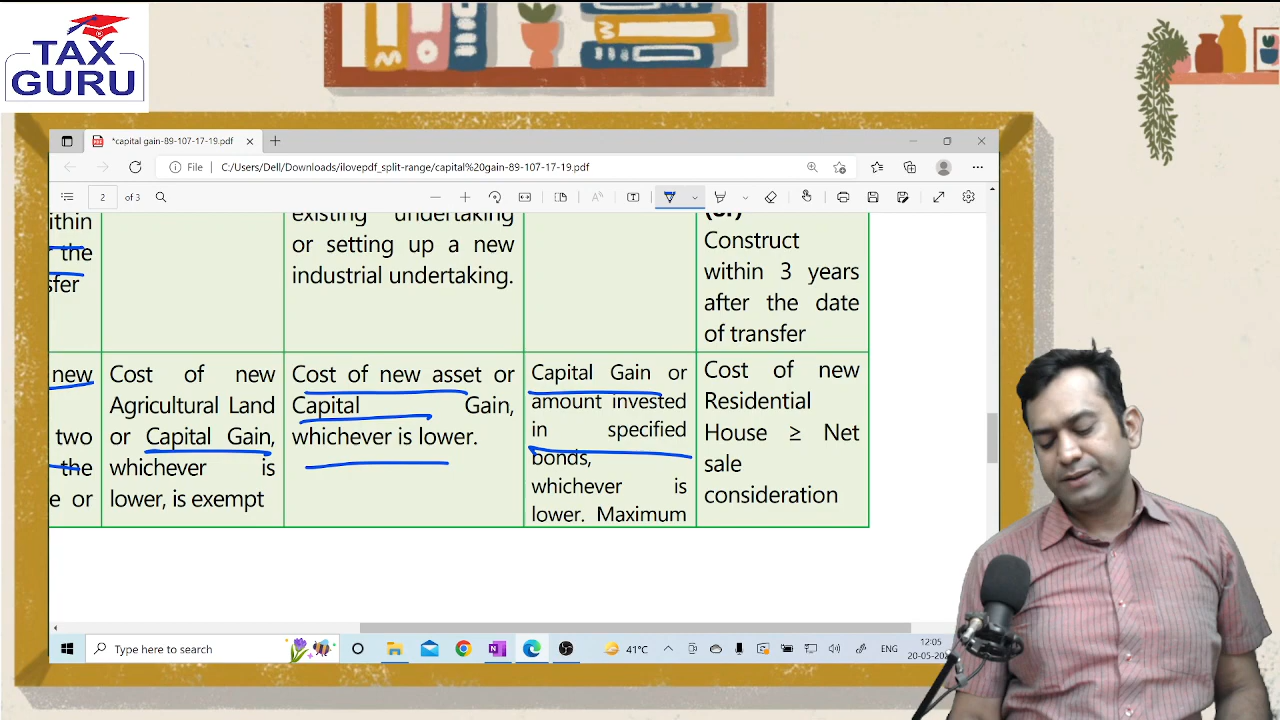 TAX
GURU
*capital gain-89-107-17-19.pdf
File
C:/Users/Dell/Downloads/ilovepdf_split-range/capital%20gain-89-107-17-19.pdf
2
of 3
ithin
r the
sfer
existing undertaking
or setting up a new
industrial undertaking.
(or)
Construct
within 3 years
after the date
of transfer
new
two
the
e or
Cost of new
Agricultural Land
or Capital Gain,
whichever is
lower, is exempt
Cost of new asset or
Capital Gain,
whichever is lower.
Capital Gain or
amount invested
in specified
bonds,
whichever is
lower. Maximum
Cost of new
Residential
House ≥ Net
sale
consideration
Type here to search
41°C
ENG
12:05